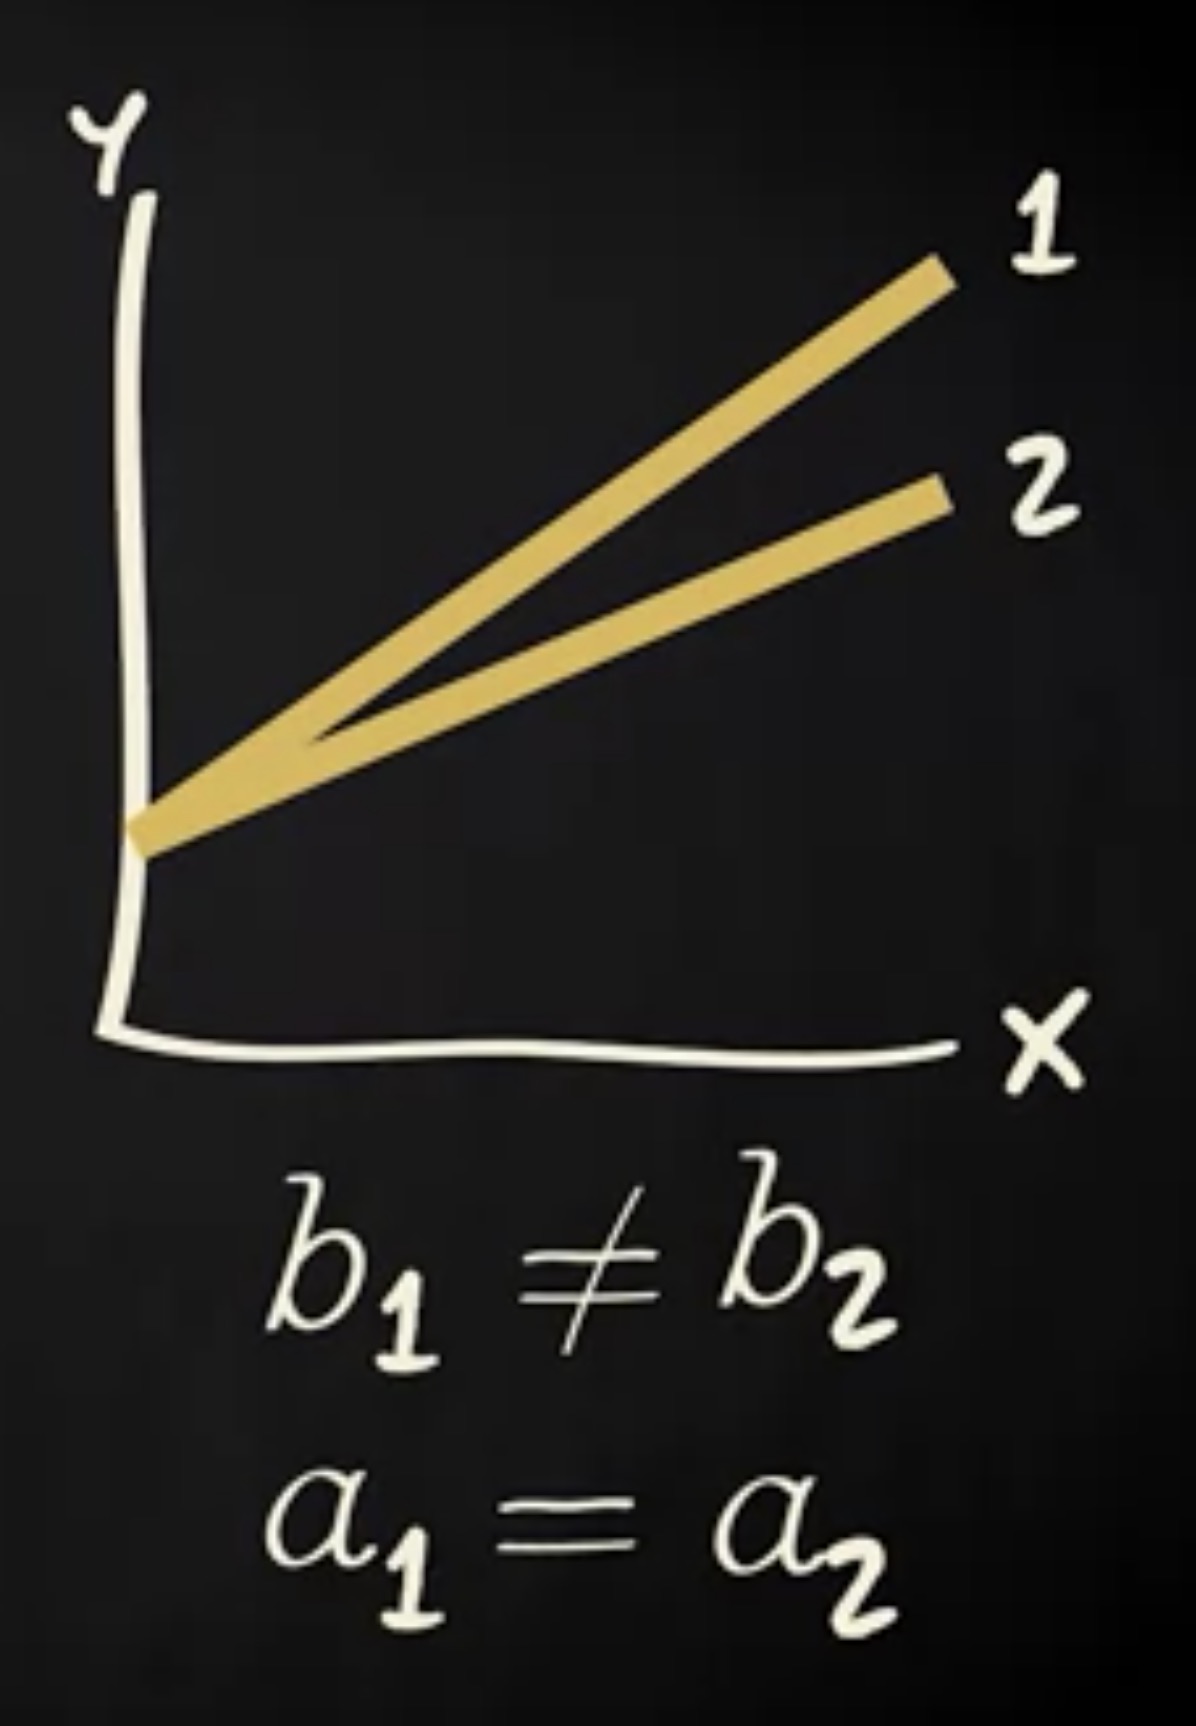 Y
1
2
X
b₁ ≠ b₂
a₁ = a₂